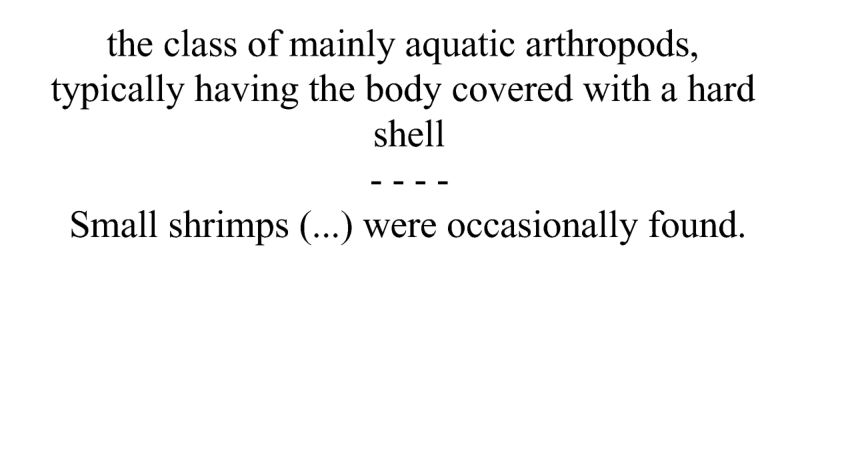 the class of mainly aquatic arthropods,
typically having the body covered with a hard
shell
- - - -
Small shrimps (...) were occasionally found.